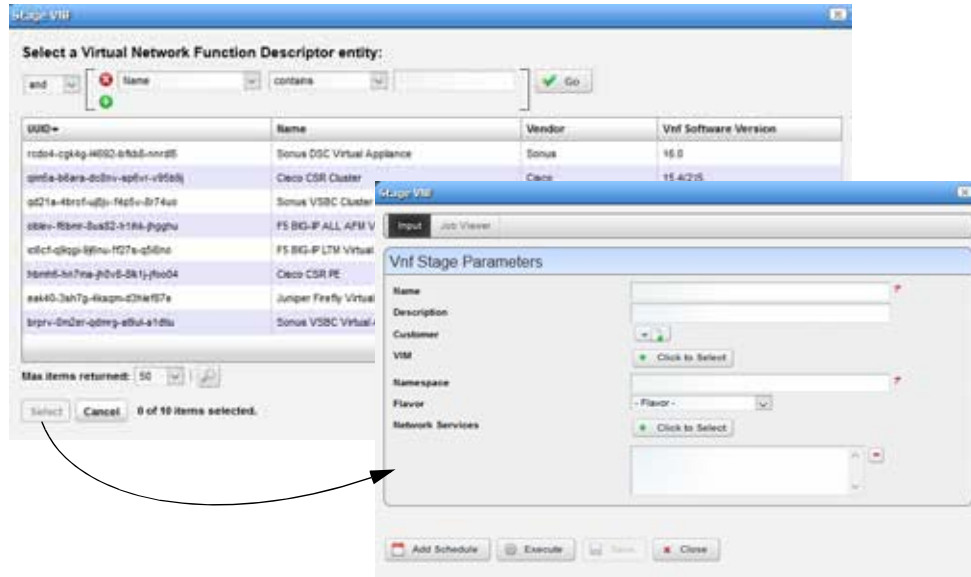 Stage VNF
Select a Virtual Network Function Descriptor entity:
and
Name
contains
Go
UUID
Name
Vendor
Vnf Software Version
Sonus DSC Virtual Appliance
Sonus
16.0
Cisco CSR Cluster
Cisco
15.4(2)S
Sonus VSBC Cluster
F5 BIG-IP ALL AFM V
F5 BIG-IP LTM Virtual
Cisco CSR PE
Juniper Firefly Virtual
Sonus VSBC Virtual
Max items returned: 50
Select
Cancel
0 of 10 items selected.
Stage VNF
Input
Job Viewer
Vnf Stage Parameters
Name
*
Description
Customer
VIM
Click to Select
Namespace
*
Flavor
- Flavor -
Network Services
Click to Select
Add Schedule
Execute
Save
Close